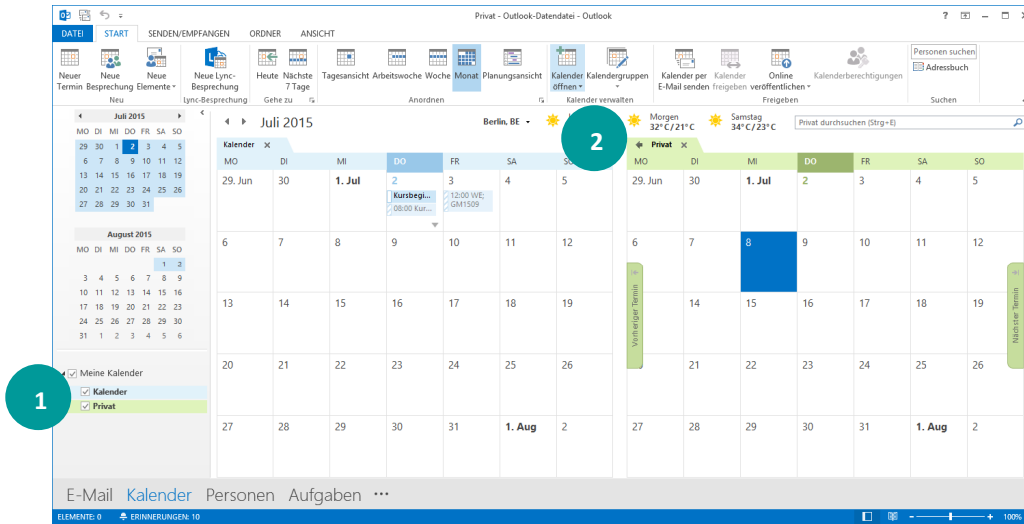 Privat - Outlook-Datendatei - Outlook
DATEI START SENDEN/EMPFANGEN ORDNER ANSICHT
Neuer Termin
Neue Besprechung
Neue Elemente
Neu
Neue Lync-Besprechung
Lync-Besprechung
Heute
Nächste 7 Tage
Gehe zu
Tagesansicht Arbeitswoche Woche Monat Planungsansicht
Anordnen
Kalender öffnen
Kalendergruppen
Kalender verwalten
Kalender per E-Mail senden
Kalender freigeben
Online veröffentlichen
Kalenderberechtigungen
Freigeben
Personen suchen
Adressbuch
Suchen
Juli 2015
MO DI MI DO FR SA SO
29 30 1 2 3 4 5
6 7 8 9 10 11 12
13 14 15 16 17 18 19
20 21 22 23 24 25 26
27 28 29 30 31
August 2015
MO DI MI DO FR SA SO
1 2
3 4 5 6 7 8 9
10 11 12 13 14 15 16
17 18 19 20 21 22 23
24 25 26 27 28 29 30
31 1 2 3 4 5 6
Meine Kalender
1
Kalender
Privat
Juli 2015
Berlin, BE
2
Morgen
32°C/21°C
Samstag
34°C/23°C
Privat durchsuchen (Strg+E)
Kalender
MO DI MI DO FR SA SO
29. Jun 30 1. Jul 2 3 4 5
Kursbegi...
08:00 Kur...
12:00 WE;
GM1509
6 7 8 9 10 11 12
13 14 15 16 17 18 19
20 21 22 23 24 25 26
27 28 29 30 31 1. Aug 2
Privat
MO DI MI DO FR SA SO
29. Jun 30 1. Jul 2 3 4 5
6 7 8 9 10 11 12
14 15 16 17 18 19
21 22 23 24 25 26
27 28 29 30 31 1. Aug 2
Vorheriger Termin
Nächster Termin
E-Mail Kalender Personen Aufgaben
ELEMENTE: 0 ERINNERUNGEN: 10
100%